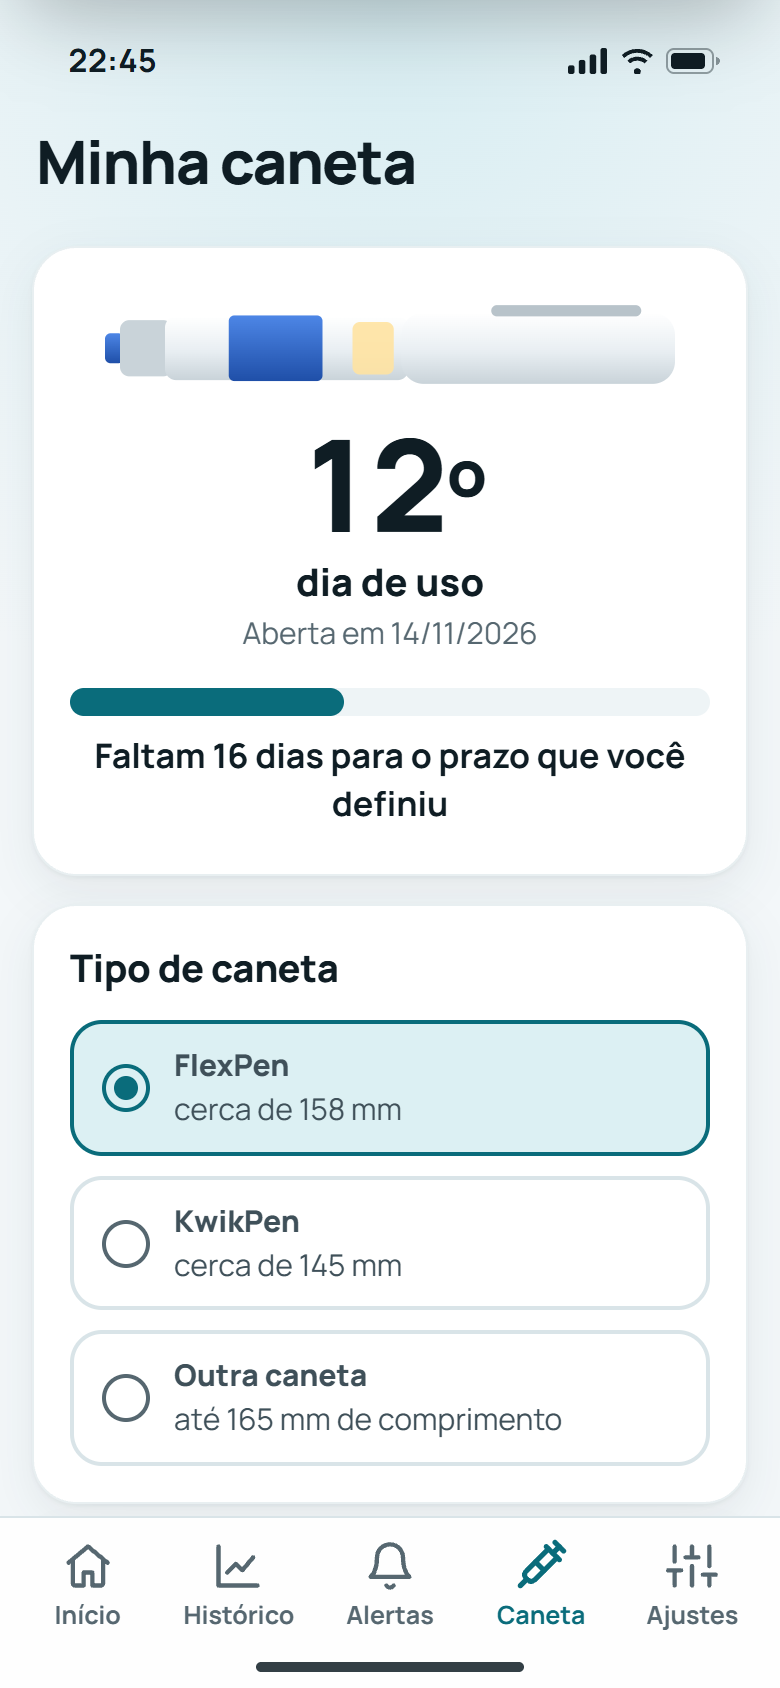 22:45
Minha caneta
12º
dia de uso
Aberta em 14/11/2026
Faltam 16 dias para o prazo que você
definiu
Tipo de caneta
FlexPen
cerca de 158 mm
KwikPen
cerca de 145 mm
Outra caneta
até 165 mm de comprimento
Início Histórico Alertas Caneta Ajustes